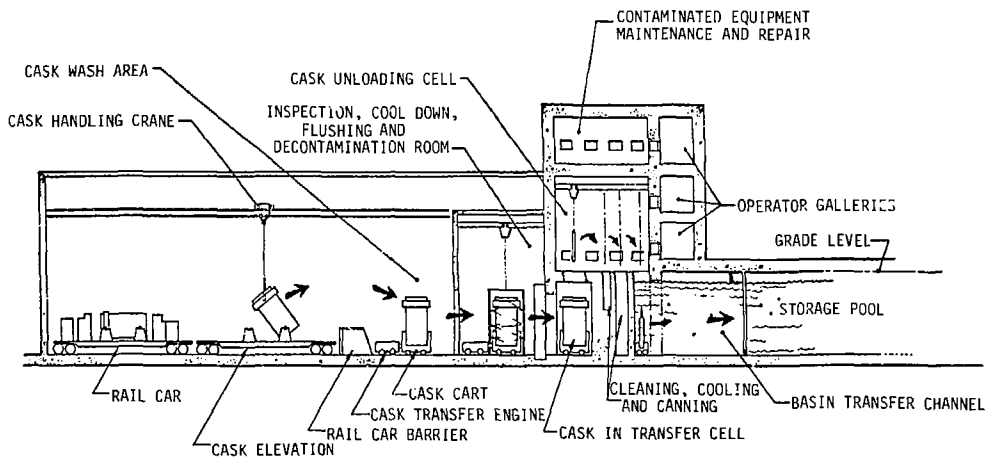 CONTAMINATED EQUIPMENT
MAINTENANCE AND REPAIR
CASK WASH AREA
CASK UNLOADING CELL
CASK HANDLING CRANE
INSPECTION, COOL DOWN,
FLUSHING AND
DECONTAMINATION ROOM
OPERATOR GALLERIES
GRADE LEVEL
STORAGE POOL
RAIL CAR
CASK CART
CLEANING, COOLING
AND CANNING
BASIN TRANSFER CHANNEL
CASK TRANSFER ENGINE
RAIL CAR BARRIER
CASK IN TRANSFER CELL
CASK ELEVATION